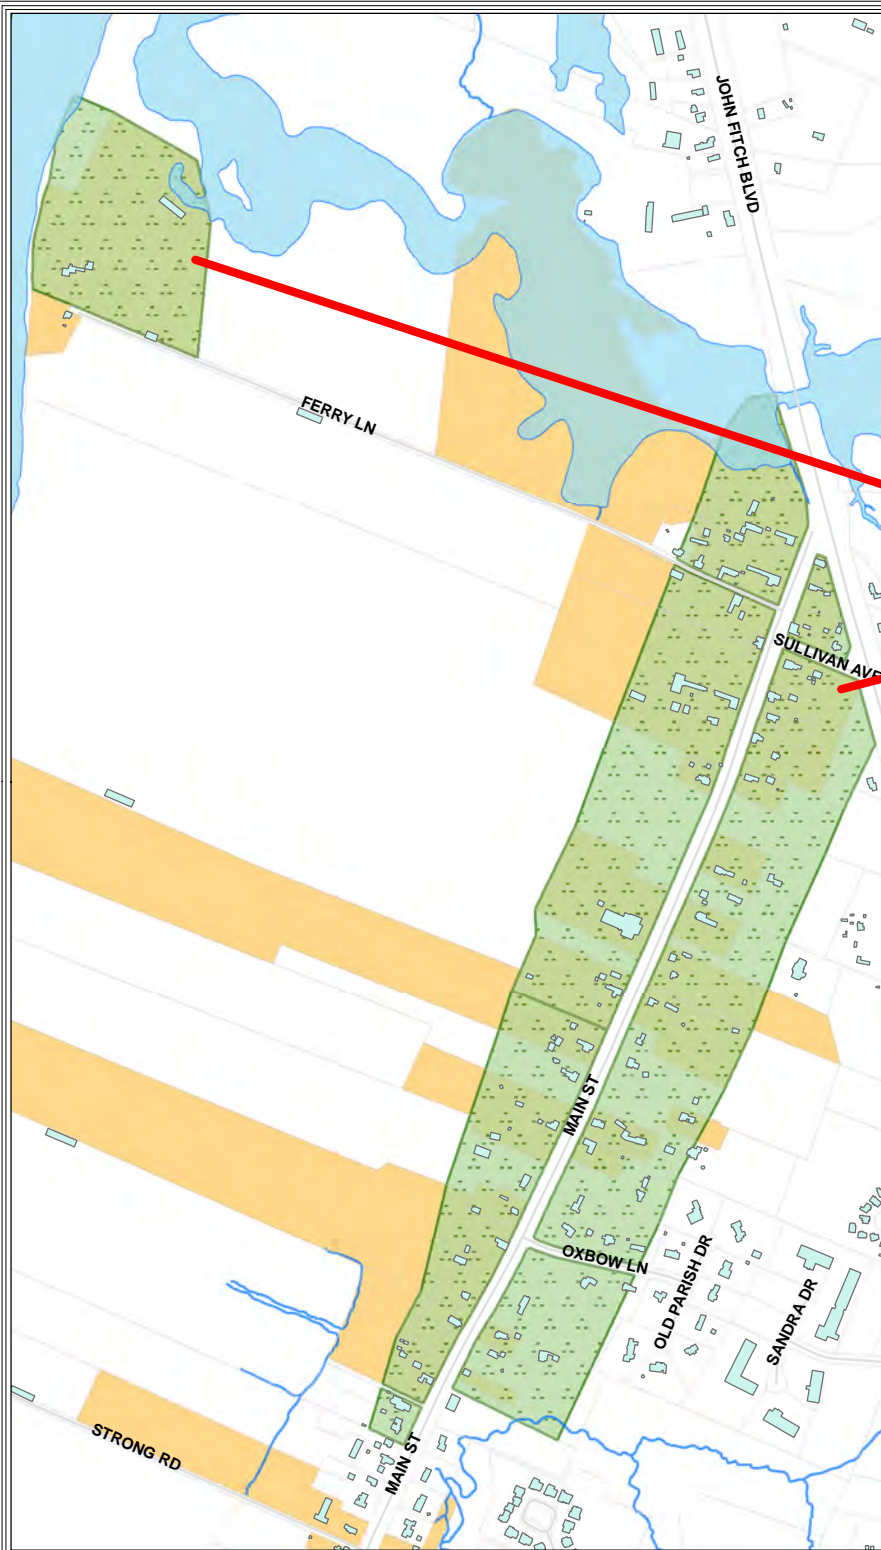 JOHN FITCH BLVD
FERRY LN
SULLIVAN AVE
MAIN ST
OXBOW LN
OLD PARISH DR
SANDRA DR
STRONG RD
MAIN ST